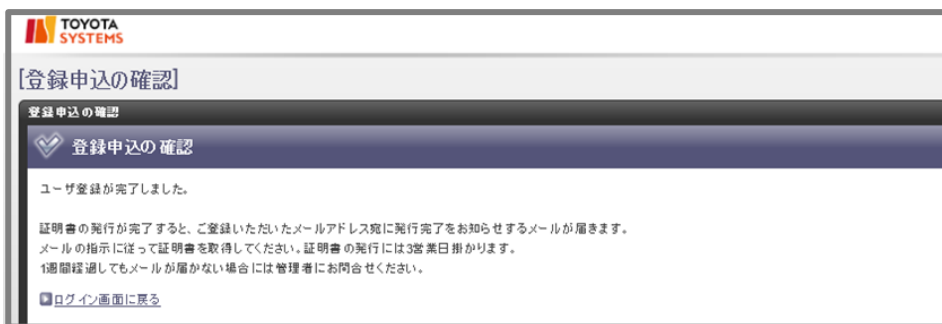 TOYOTA
SYSTEMS
[登録申込の確認]
登録申込の確認
登録申込の確認
ユーザ登録が完了しました。
証明書の発行が完了すると、ご登録いただいたメールアドレス宛に発行完了をお知らせするメールが届きます。
メールの指示に従って証明書を取得してください。証明書の発行には3営業日掛かります。
1週間経過してもメールが届かない場合には管理者にお問合せください。
ログイン画面に戻る